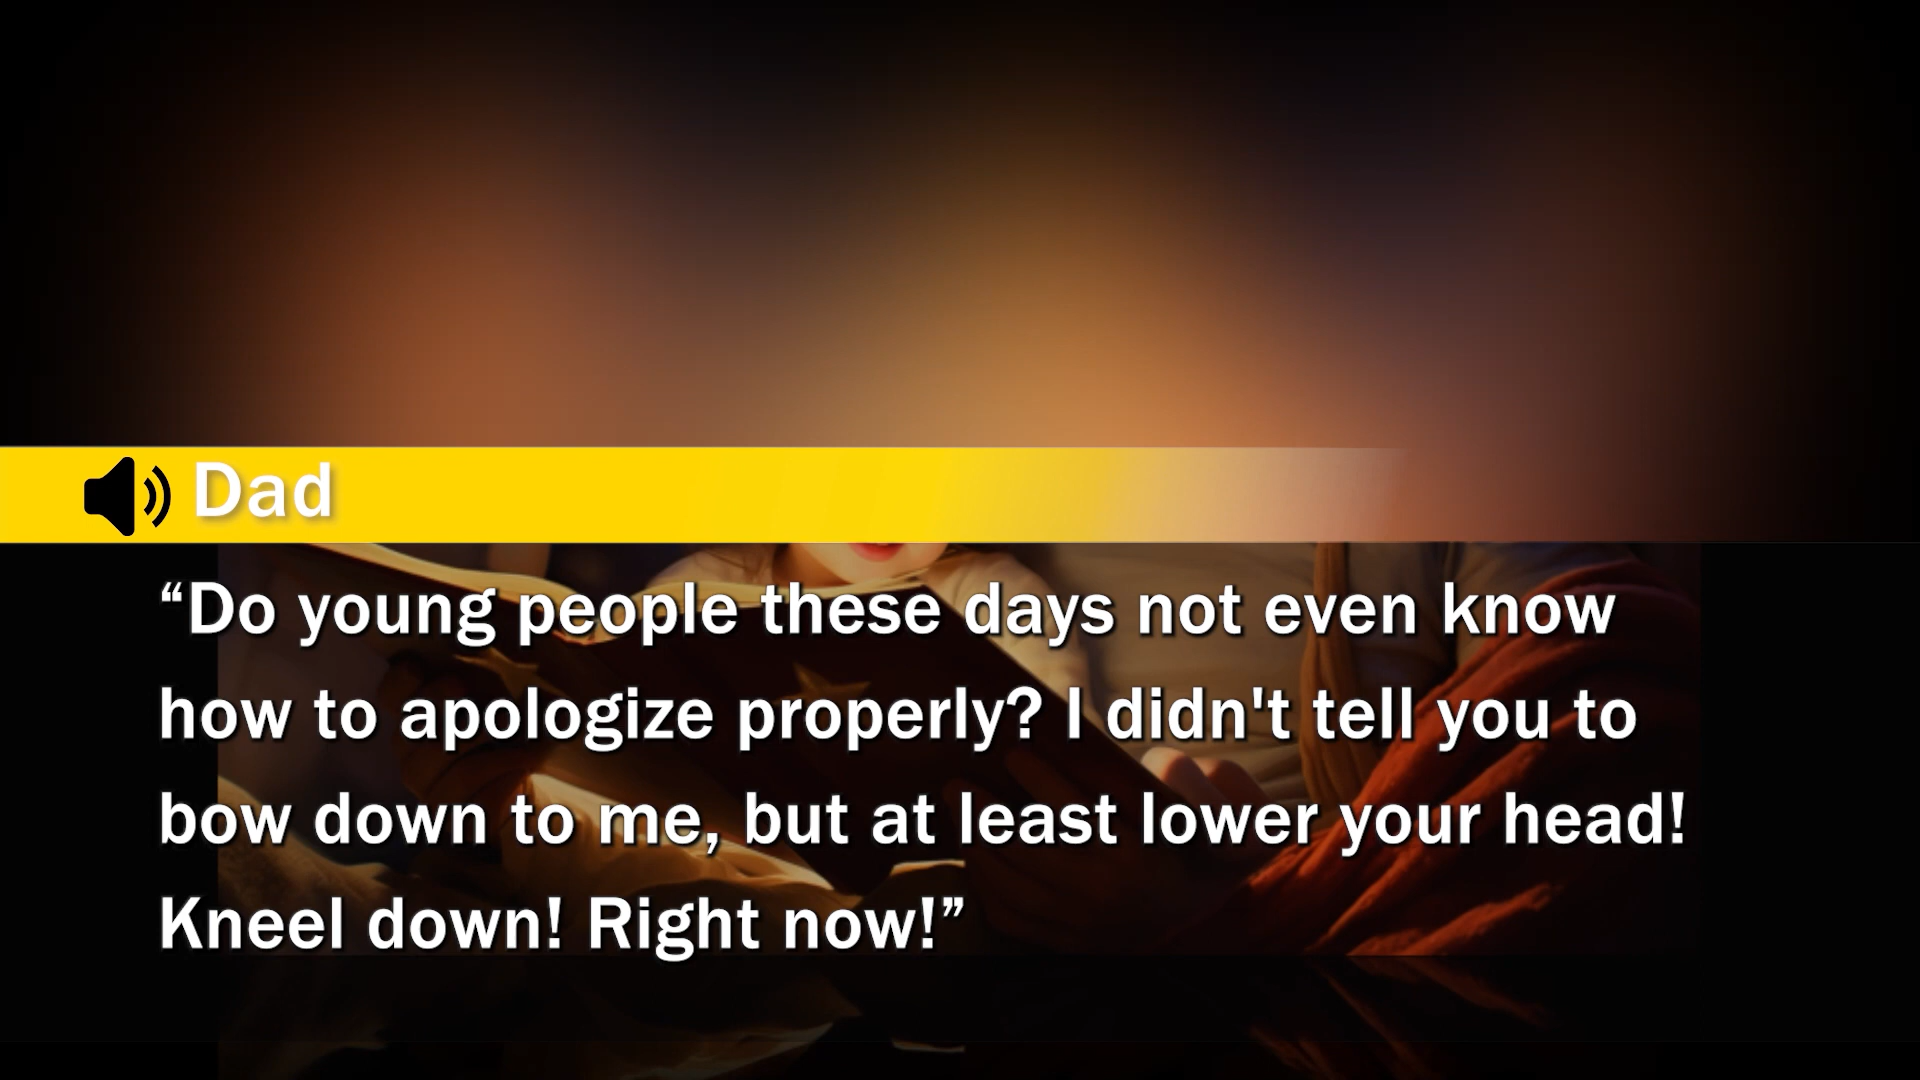 Dad
“Do young people these days not even know
how to apologize properly? I didn't tell you to
bow down to me, but at least lower your head!
Kneel down! Right now!”